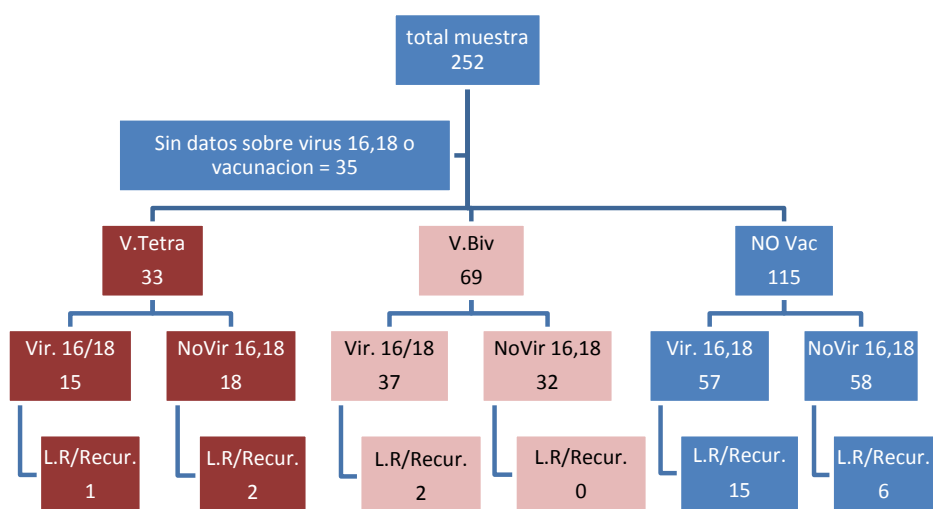 total muestra
252
Sin datos sobre virus 16,18 o
vacunacion = 35
V.Tetra
33
V.Biv
69
NO Vac
115
Vir. 16/18
15
NoVir 16,18
18
Vir. 16/18
37
NoVir 16,18
32
Vir. 16,18
57
NoVir 16,18
58
L.R/Recur.
1
L.R/Recur.
2
L.R/Recur.
2
L.R/Recur.
0
L.R/Recur.
15
L.R/Recur.
6